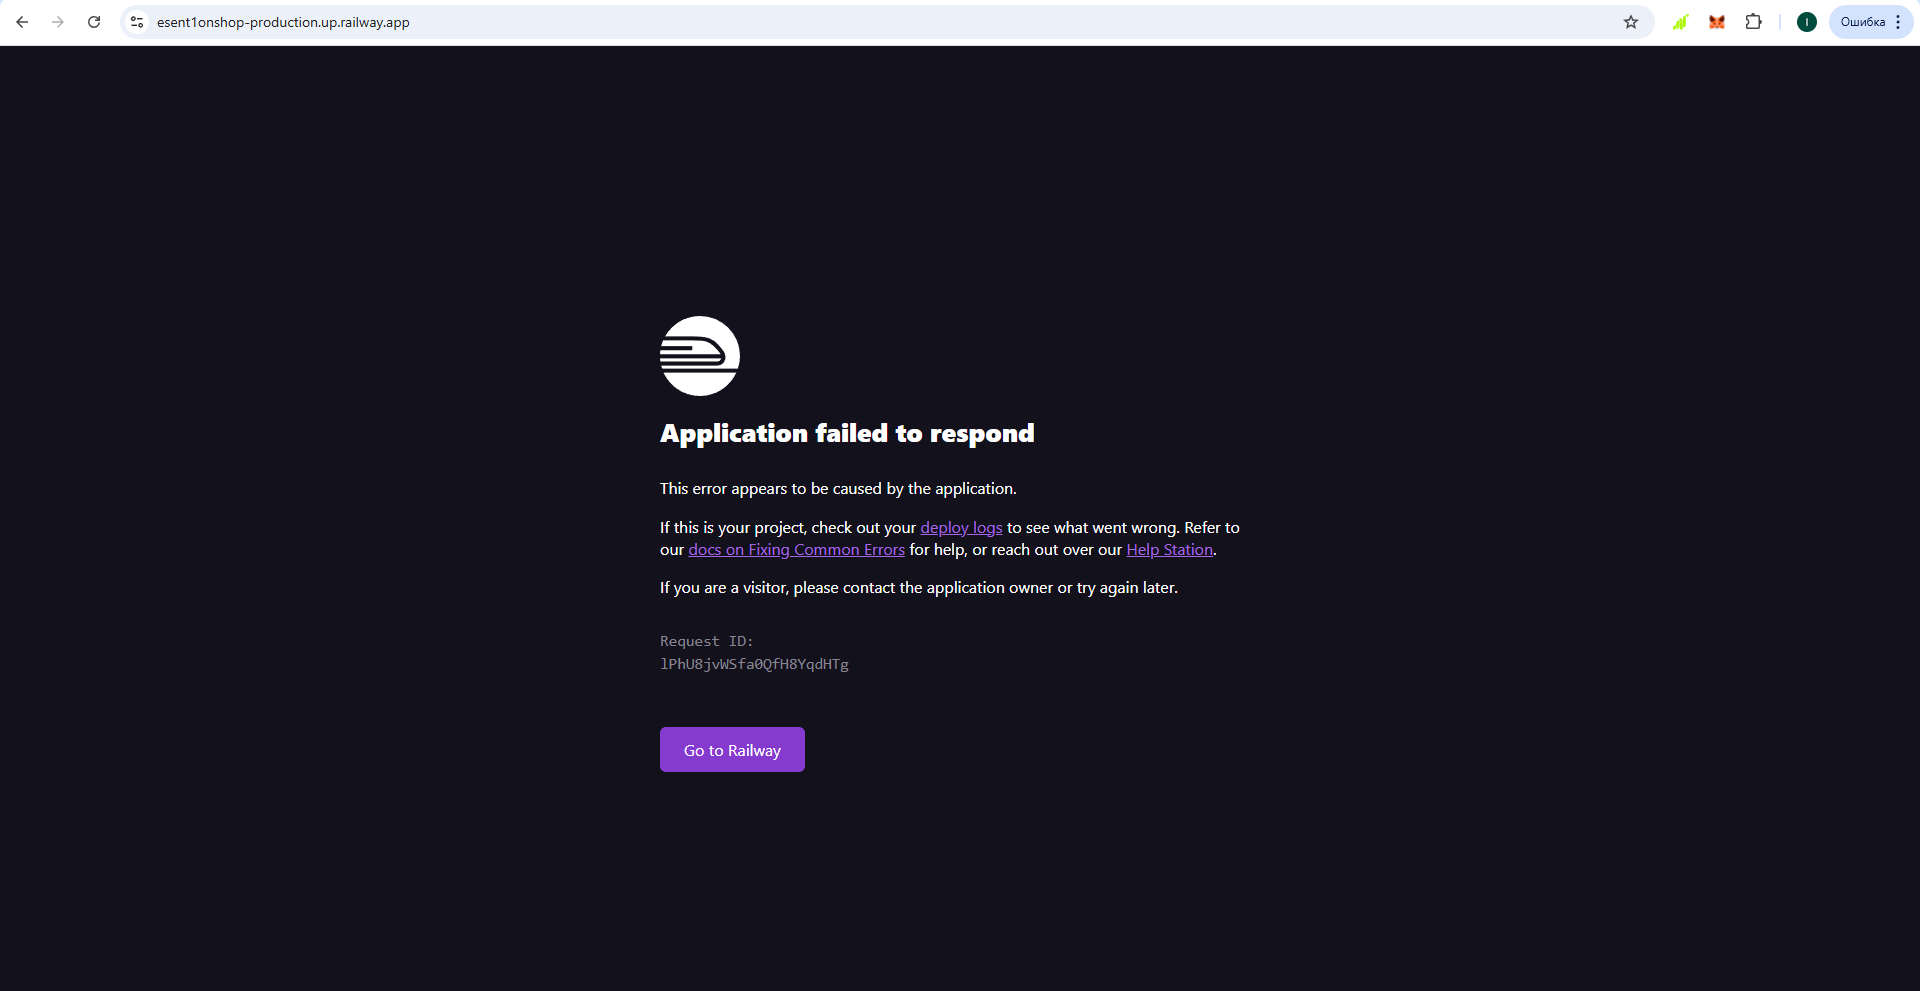 esent1onshop-production.up.railway.app
I
Ошибка
Application failed to respond
This error appears to be caused by the application.
If this is your project, check out your deploy logs to see what went wrong. Refer to
our docs on Fixing Common Errors for help, or reach out over our Help Station.
If you are a visitor, please contact the application owner or try again later.
Request ID:
lPhU8jvWSfa0QfH8YqdHTg
Go to Railway